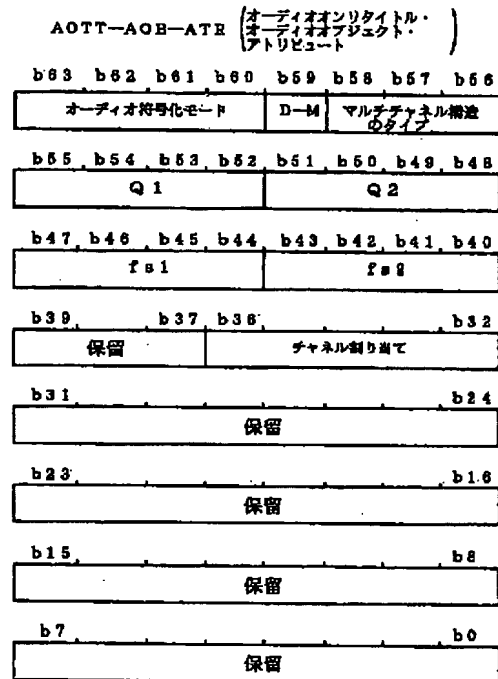 AOTT—AOB—ATR (オーディオオンリタイトル・
オーディオオブジェクト・
アトリビュート)
b63 b62 b61 b60 b59 b58 b57 b56
オーディオ符号化モード D—M マルチチャネル構造
のタイプ
b55 b54 b53 b52 b51 b50 b49 b48
Q1 Q2
b47 b46 b45 b44 b43 b42 b41 b40
fs1 fs2
b39 b37 b36 b32
保留 チャネル割り当て
b31 b24
保留
b23 b16
保留
b15 b8
保留
b7 b0
保留